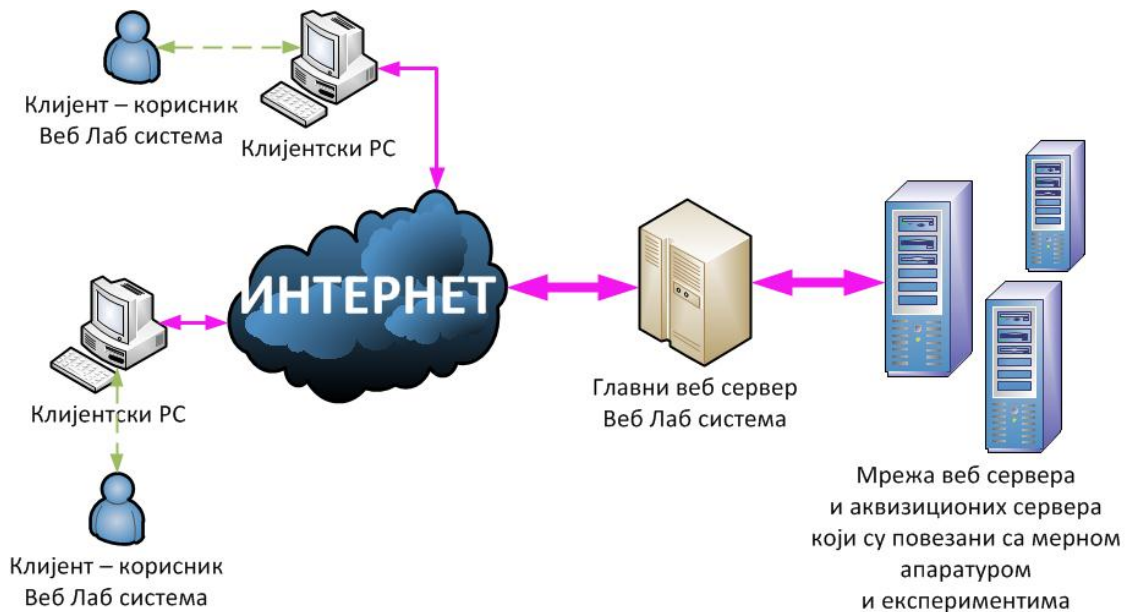 Клијент – корисник
Веб Лаб система
Клијентски PC
ИНТЕРНЕТ
Клијентски PC
Главни веб сервер
Веб Лаб система
Клијент – корисник
Веб Лаб система
Мрежа веб сервера
и аквизиционих сервера
који су повезани са мерном
апаратуром
и експериментима